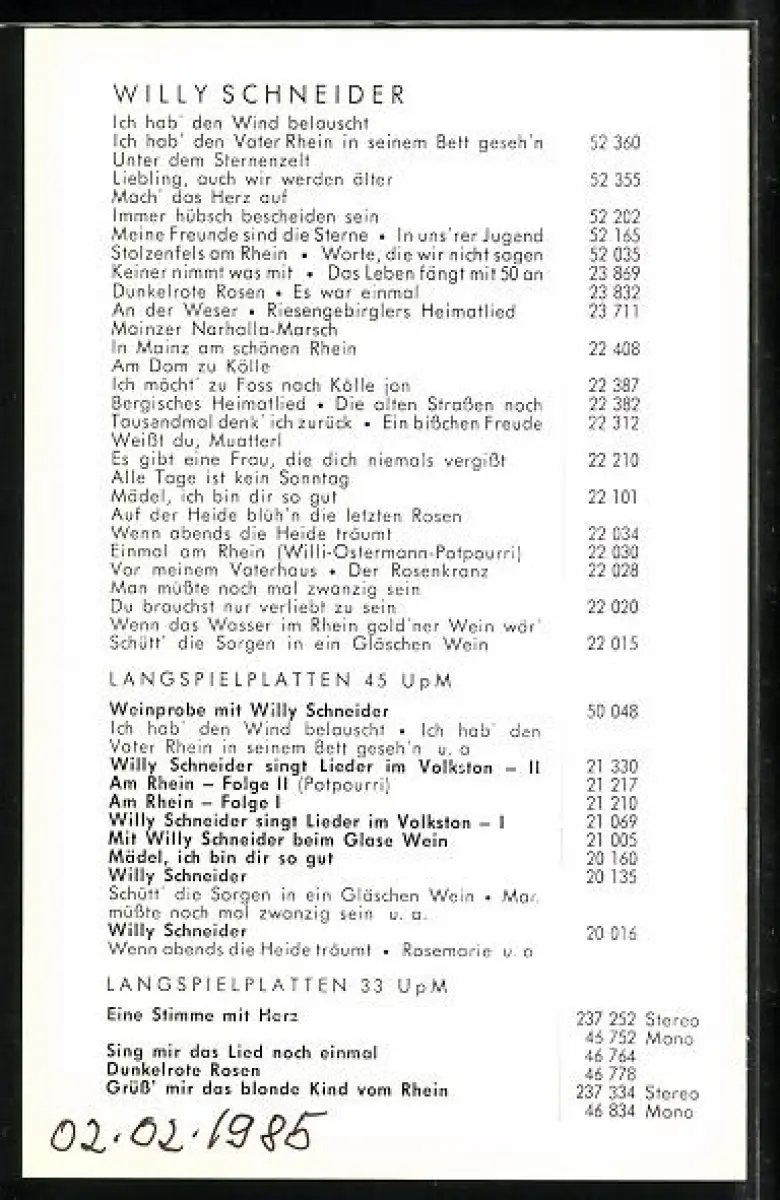 WILLY SCHNEIDER
Ich hab' den Wind belauscht
Ich hab' den Vater Rhein in seinem Bett geseh'n 52 360
Unter dem Sternenzelt
Liebling, auch wir werden älter 52 355
Mach' das Herz auf
Immer hübsch bescheiden sein 52 202
Meine Freunde sind die Sterne • In uns'rer Jugend 52 165
Stolzenfels am Rhein • Worte, die wir nicht sagen 52 035
Keiner nimmt was mit • Das Leben fängt mit 50 an 23 869
Dunkelrote Rosen • Es war einmal 23 832
An der Weser • Riesengebirglers Heimatlied 23 711
Mainzer Narhalla-Marsch
In Mainz am schönen Rhein 22 408
Am Dom zu Kölle
Ich möcht' zu Foss nach Kölle jon 22 387
Bergisches Heimatlied • Die alten Straßen noch 22 382
Tausendmal denk' ich zurück • Ein bißchen Freude 22 312
Weißt du, Muatterl
Es gibt eine Frau, die dich niemals vergißt 22 210
Alle Tage ist kein Sonntag
Mädel, ich bin dir so gut 22 101
Auf der Heide blüh'n die letzten Rosen
Wenn abends die Heide träumt 22 034
Einmal am Rhein (Willi-Ostermann-Potpourri) 22 030
Vor meinem Vaterhaus • Der Rosenkranz 22 028
Man müßte noch mal zwanzig sein
Du brauchst nur verliebt zu sein 22 020
Wenn das Wasser im Rhein gold'ner Wein wär'
Schütt' die Sorgen in ein Gläschen Wein 22 015
LANGSPIELPLATTEN 45 UpM
Weinprobe mit Willy Schneider 50 048
Ich hab' den Wind belauscht • Ich hab' den
Vater Rhein in seinem Bett geseh'n u. a
Willy Schneider singt Lieder im Volkston – II 21 330
Am Rhein – Folge II (Potpourri) 21 217
Am Rhein – Folge I 21 210
Willy Schneider singt Lieder im Volkston – I 21 069
Mit Willy Schneider beim Glase Wein 21 005
Mädel, ich bin dir so gut 20 160
Willy Schneider 20 135
Schütt' die Sorgen in ein Gläschen Wein • Man
müßte noch mal zwanzig sein u. a.
Willy Schneider 20 016
Wenn abends die Heide träumt • Rosemarie u. a
LANGSPIELPLATTEN 33 UpM
Eine Stimme mit Herz 237 252 Stereo
46 752 Mono
Sing mir das Lied noch einmal 46 764
Dunkelrote Rosen 46 778
Grüß' mir das blonde Kind vom Rhein 237 334 Stereo
46 834 Mono
02.02.1985